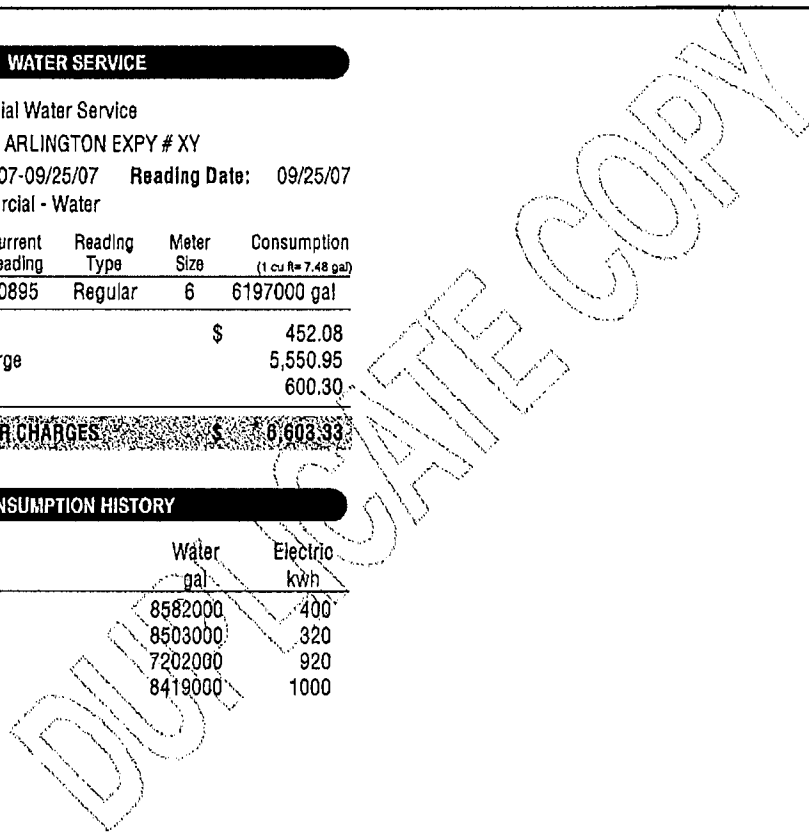 WATER SERVICE
ial Water Service
ARLINGTON EXPY # XY
07-09/25/07 Reading Date: 09/25/07
rcial - Water
urrent Reading Meter Consumption
eading Type Size (1 cu ft= 7.48 gal)
0895 Regular 6 6197000 gal
$ 452.08
rge 5,550.95
600.30
R CHARGES $ 6,603.33
NSUMPTION HISTORY
Water Electric
gal kwh
8582000 400
8503000 320
7202000 920
8419000 1000
DUPLICATE COPY